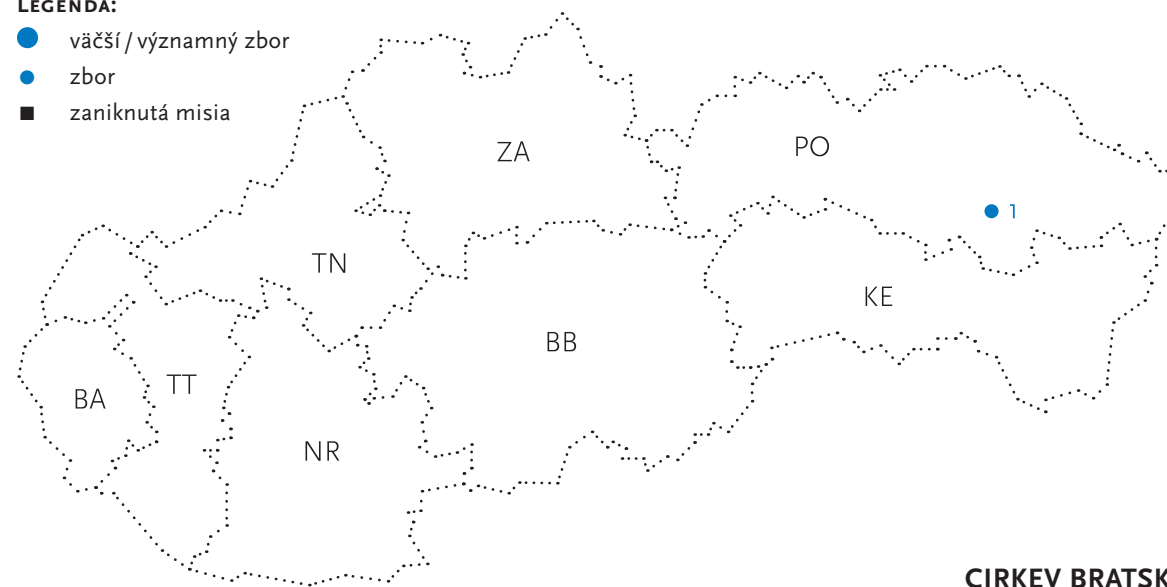 LEGENDA:
väčší / významný zbor
zbor
zaniknutá misia
ZA
PO
1
TN
KE
BB
TT
BA
NR
CIRKEV BRATSK